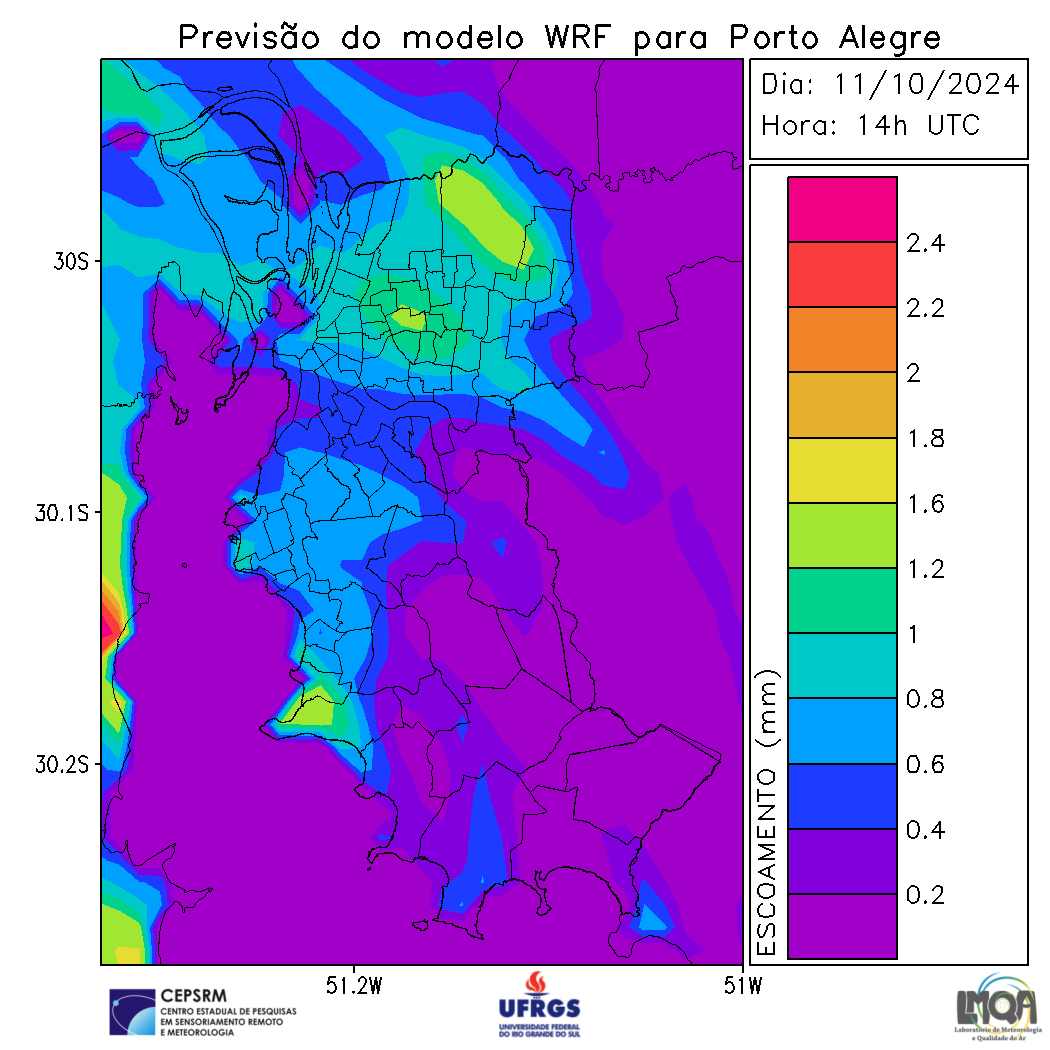 Previsão do modelo WRF para Porto Alegre
Dia: 11/10/2024
Hora: 14h UTC
30S
30.1S
30.2S
51.2W
51W
ESCOAMENTO (mm)
2.4
2.2
2
1.8
1.6
1.2
1
0.8
0.6
0.4
0.2
CEPSRM
CENTRO ESTADUAL DE PESQUISAS
EM SENSORIAMENTO REMOTO
E METEOROLOGIA
UFRGS
UNIVERSIDADE FEDERAL
DO RIO GRANDE DO SUL
LMQA
Laboratório de Meteorologia
e Qualidade do Ar